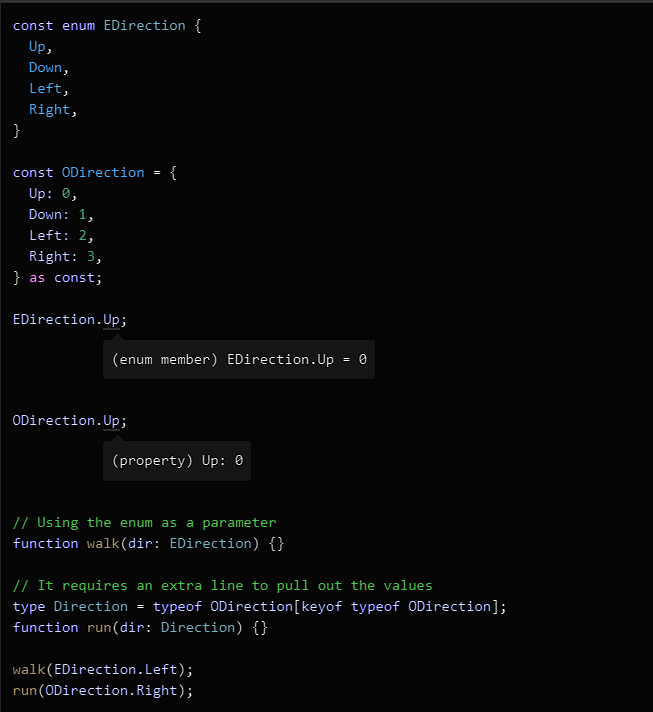 const enum EDirection {
  Up,
  Down,
  Left,
  Right,
}
const ODirection = {
  Up: 0,
  Down: 1,
  Left: 2,
  Right: 3,
} as const;
EDirection.Up;
(enum member) EDirection.Up = 0
ODirection.Up;
(property) Up: 0
// Using the enum as a parameter
function walk(dir: EDirection) {}
// It requires an extra line to pull out the values
type Direction = typeof ODirection[keyof typeof ODirection];
function run(dir: Direction) {}
walk(EDirection.Left);
run(ODirection.Right);